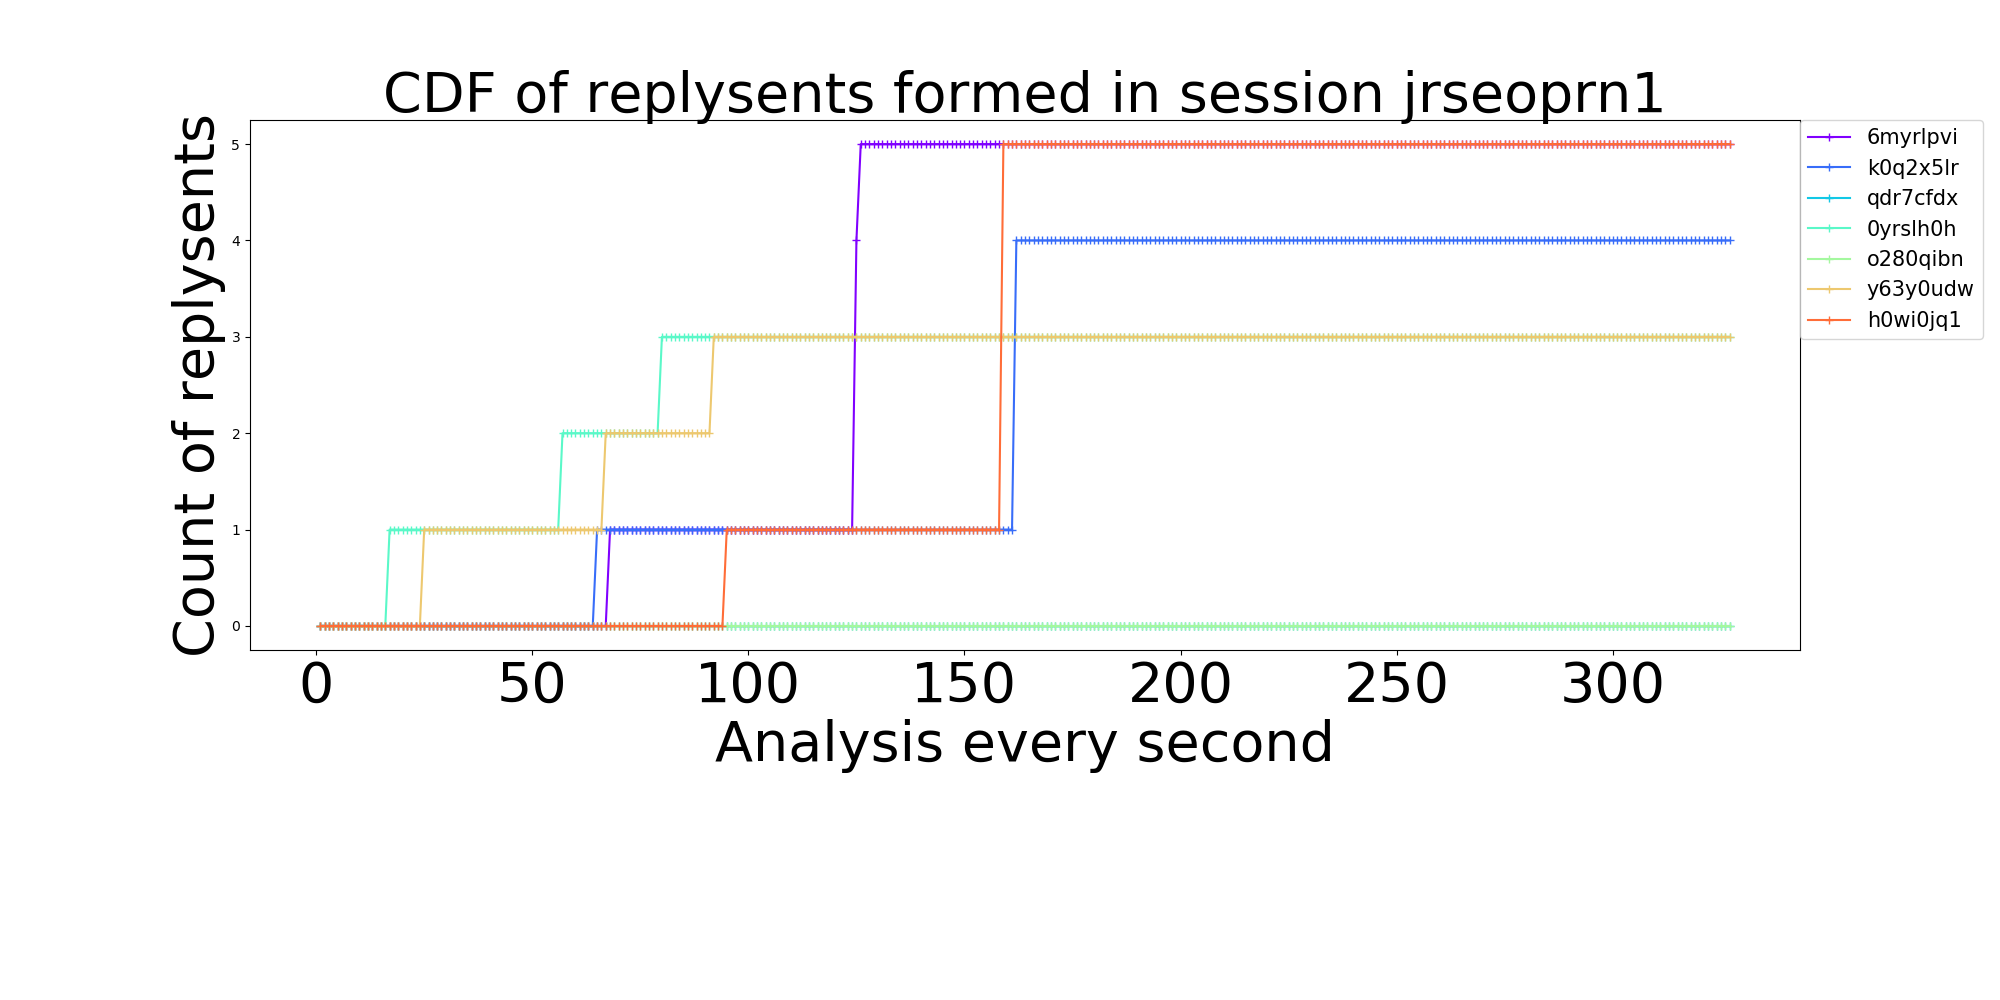 CDF of replysents formed in session jrseoprn1
Count of replysents
5
4
3
2
1
0
0 50 100 150 200 250 300
Analysis every second
6myrlpvi
k0q2x5lr
qdr7cfdx
0yrslh0h
o280qibn
y63y0udw
h0wi0jq1